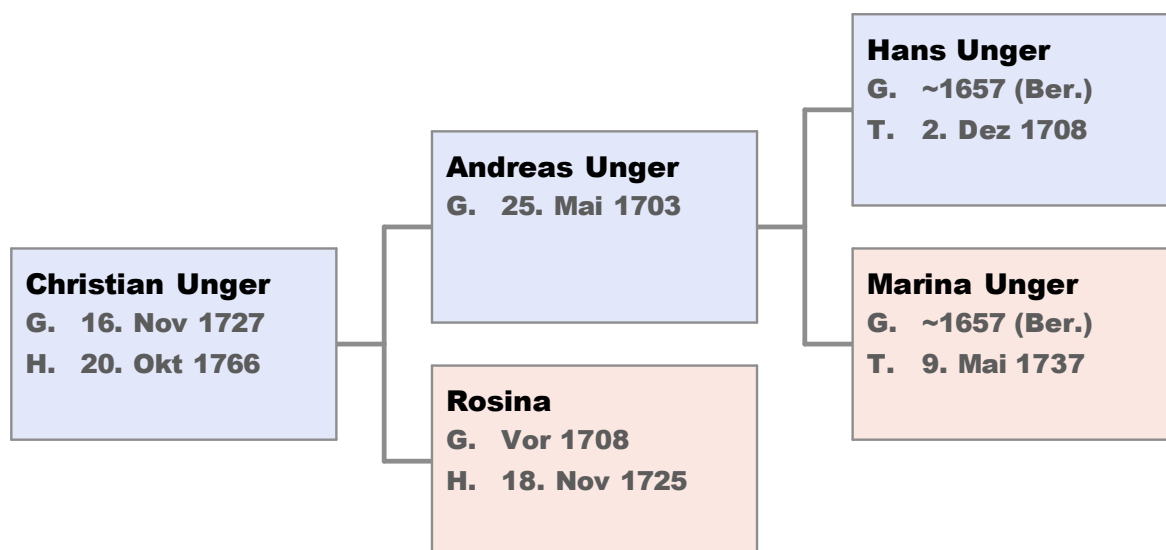 Christian Unger
G. 16. Nov 1727
H. 20. Okt 1766
Andreas Unger
G. 25. Mai 1703
Rosina
G. Vor 1708
H. 18. Nov 1725
Hans Unger
G. ~1657 (Ber.)
T. 2. Dez 1708
Marina Unger
G. ~1657 (Ber.)
T. 9. Mai 1737